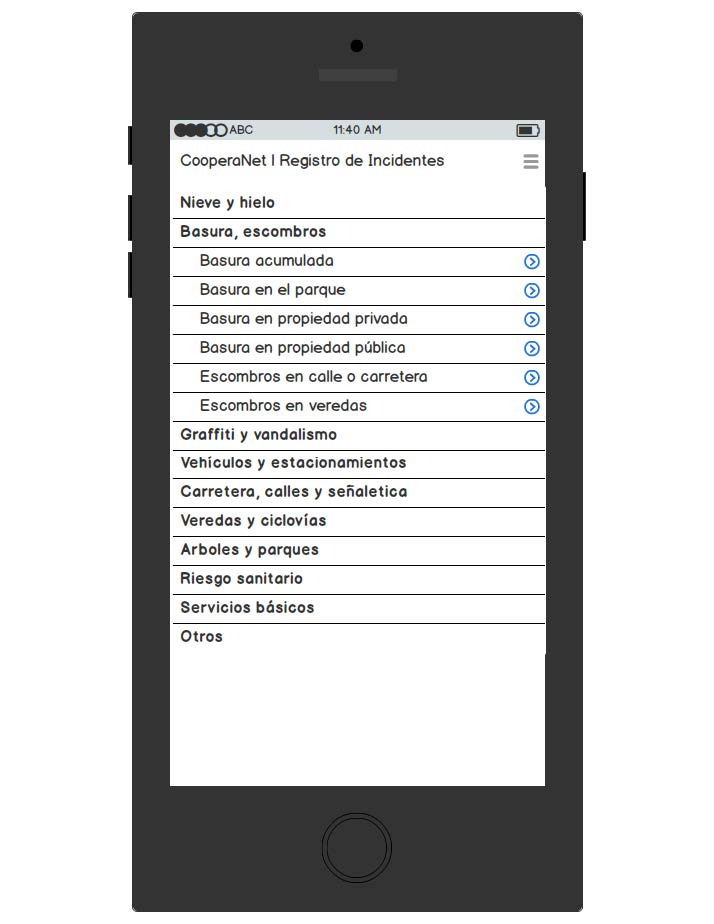 ABC 11:40 AM
CooperaNet | Registro de Incidentes
Nieve y hielo
Basura, escombros
Basura acumulada
Basura en el parque
Basura en propiedad privada
Basura en propiedad pública
Escombros en calle o carretera
Escombros en veredas
Graffiti y vandalismo
Vehículos y estacionamientos
Carretera, calles y señaletica
Veredas y ciclovías
Arboles y parques
Riesgo sanitario
Servicios básicos
Otros